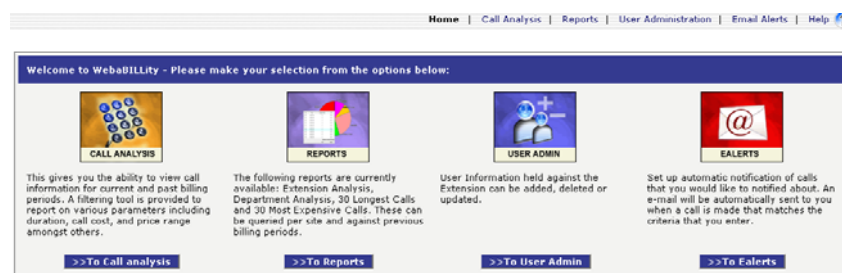 Home | Call Analysis | Reports | User Administration | Email Alerts | Help
Welcome to WebaBILLity - Please make your selection from the options below:
CALL ANALYSIS
This gives you the ability to view call
information for current and past billing
periods. A filtering tool is provided to
report on various parameters including
duration, call cost, and price range
amongst others.
>>To Call analysis
REPORTS
The following reports are currently
available: Extension Analysis,
Department Analysis, 30 Longest Calls
and 30 Most Expensive Calls. These can
be queried per site and against previous
billing periods.
>>To Reports
USER ADMIN
User Information held against the
Extension can be added, deleted or
updated.
>>To User Admin
@
EALERTS
Set up automatic notification of calls
that you would like to notified about. An
e-mail will be automatically sent to you
when a call is made that matches the
criteria that you enter.
>>To Ealerts